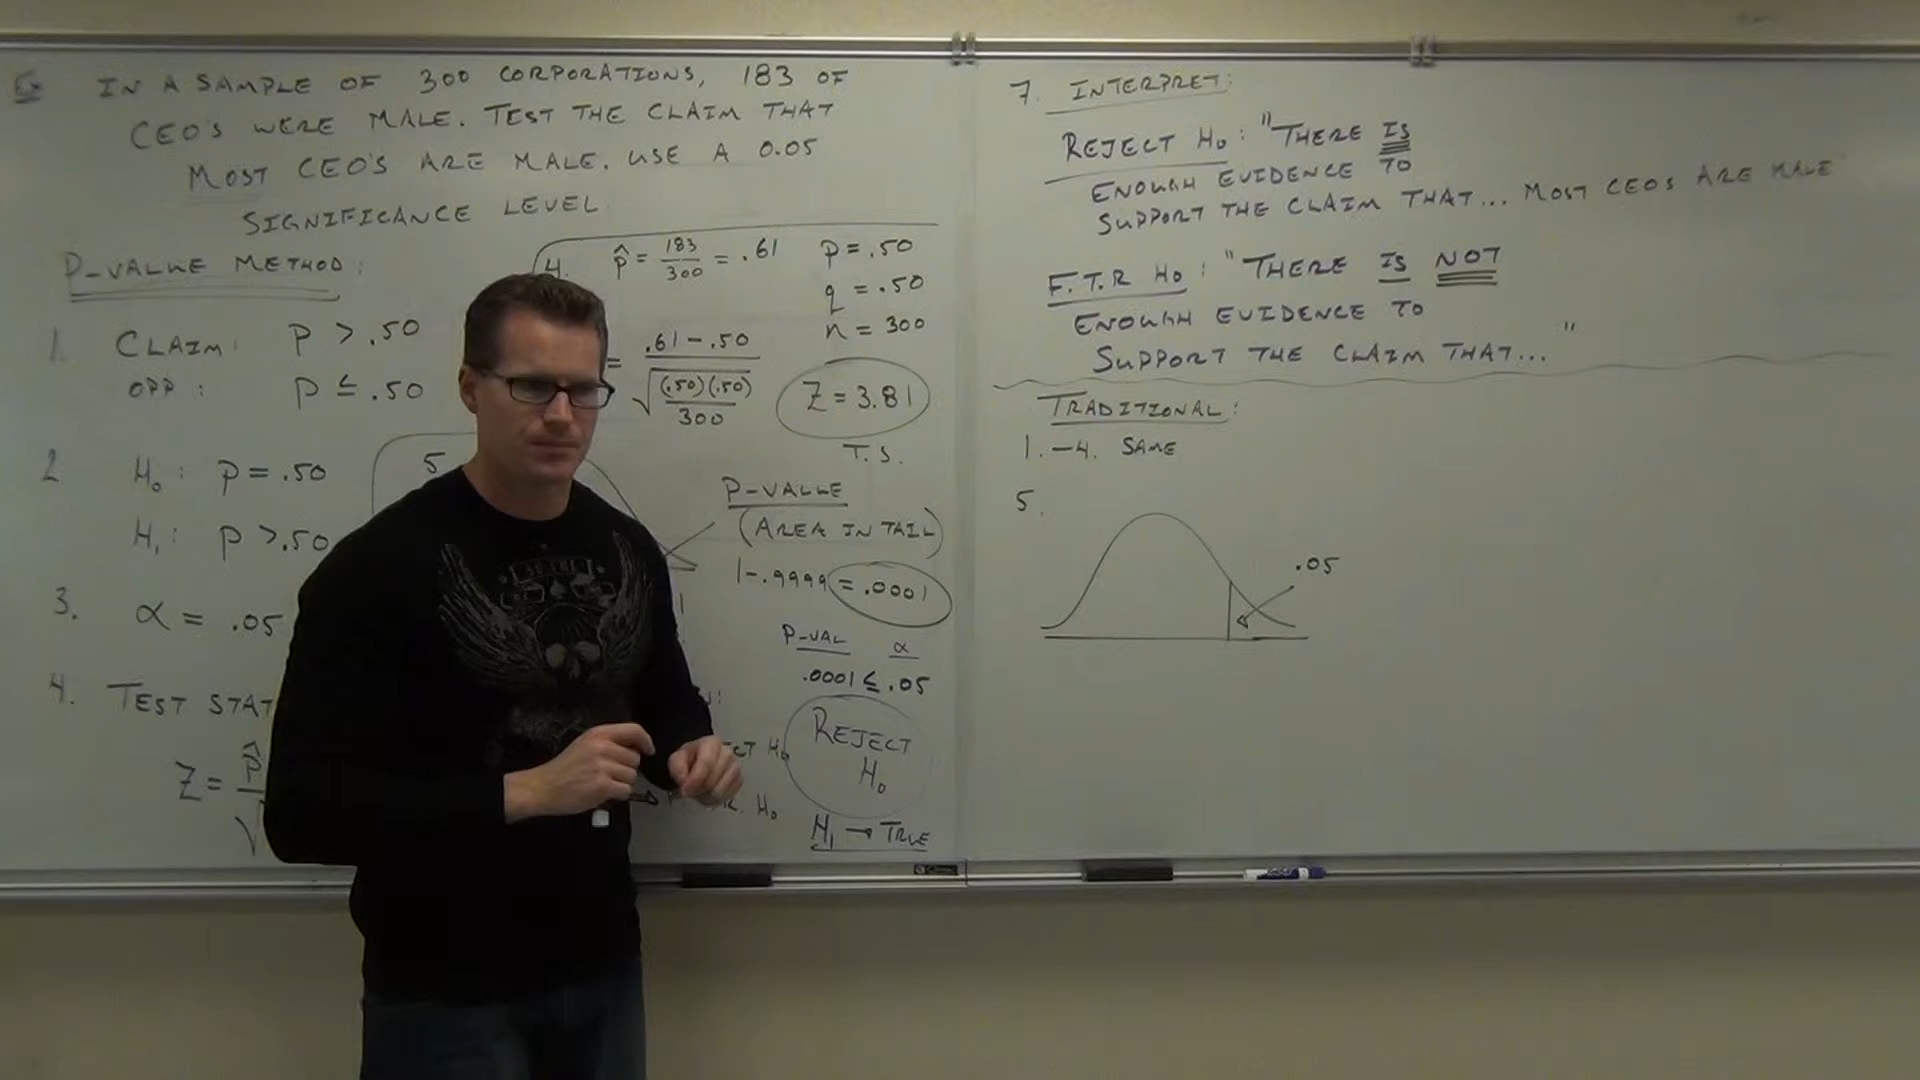 Ex IN A SAMPLE OF 300 CORPORATIONS, 183 OF
CEO'S WERE MALE. TEST THE CLAIM THAT
MOST CEO'S ARE MALE. USE A 0.05
SIGNIFICANCE LEVEL
P-VALUE METHOD:
1. CLAIM: P > .50
OPP: P ≤ .50
2 H₀: P = .50
H₁: P > .50
3. α = .05
4. TEST STAT
Z = p̂
4. p̂ = 183/300 = .61
P = .50
q = .50
n = 300
= .61 - .50 / √((.50)(.50)/300)
Z = 3.81
T.S.
5
P-VALUE
(AREA IN TAIL)
1-.9999 = .0001
P-VAL α
.0001 ≤ .05
H₀
H₀
REJECT
H₀
H₁ → TRUE
7. INTERPRET:
REJECT H₀: "THERE IS
ENOUGH EVIDENCE TO
SUPPORT THE CLAIM THAT... MOST CEOS ARE MALE
F.T.R H₀: "THERE IS NOT
ENOUGH EVIDENCE TO
SUPPORT THE CLAIM THAT..."
TRADITIONAL:
1.-4. SAME
5.
.05